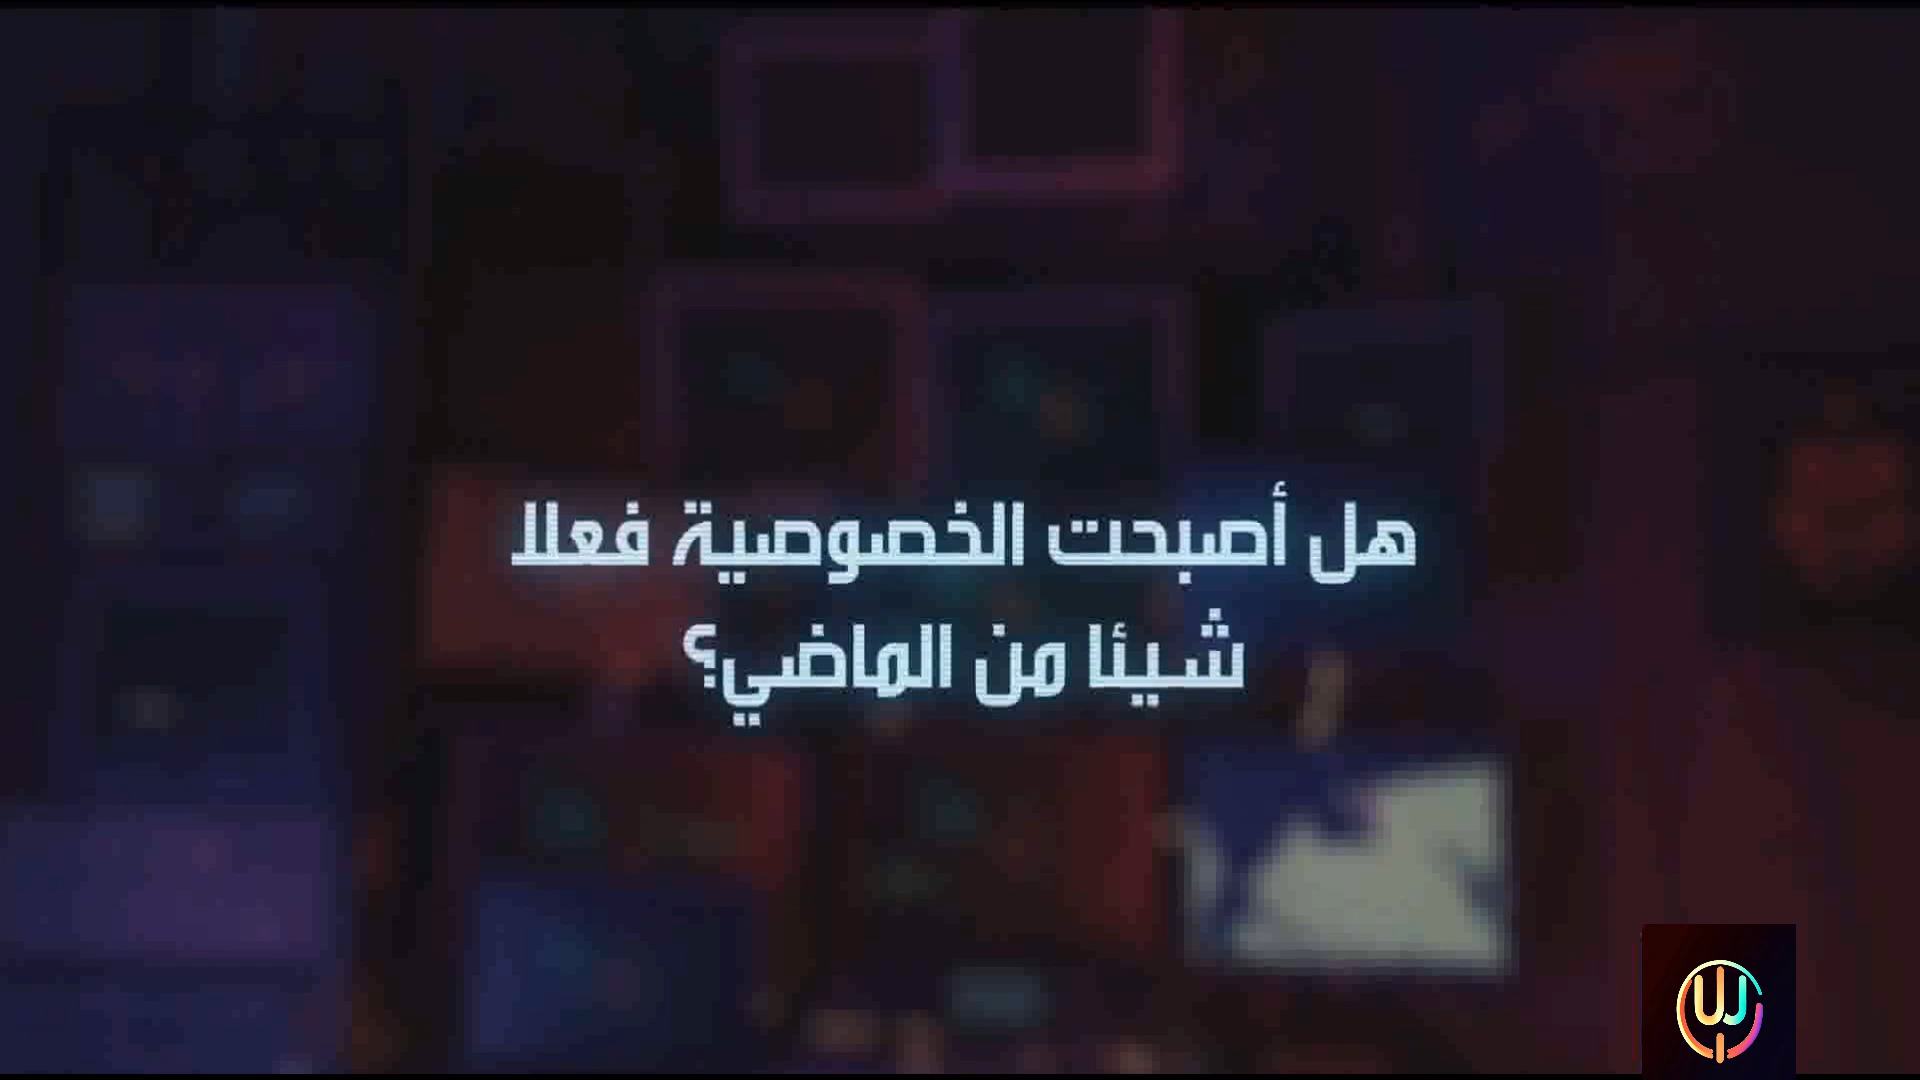 هل أصبحت الخصوصية فعلا
شيئا من الماضي؟